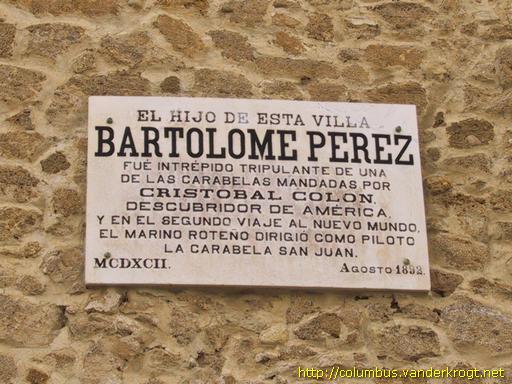 EL HIJO DE ESTA VILLA
BARTOLOME PEREZ
FUÉ INTRÉPIDO TRIPULANTE DE UNA
DE LAS CARABELAS MANDADAS POR
CRISTOBAL COLON,
DESCUBRIDOR DE AMÉRICA,
Y EN EL SEGUNDO VIAJE AL NUEVO MUNDO,
EL MARINO ROTEÑO DIRIGIÓ COMO PILOTO
LA CARABELA SAN JUAN.
MCDXCII. AGOSTO 1892.
http://columbus.vanderkrogt.net